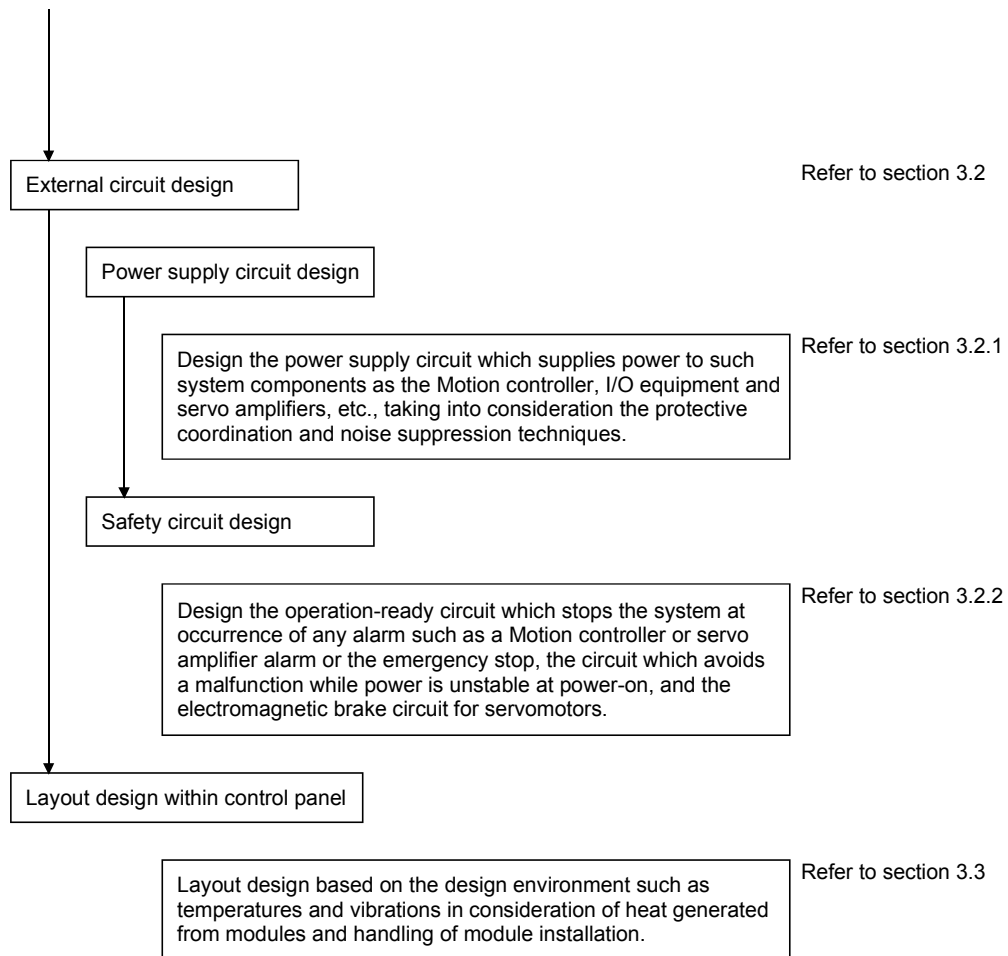 External circuit design
Refer to section 3.2
Power supply circuit design
Refer to section 3.2.1
Design the power supply circuit which supplies power to such
system components as the Motion controller, I/O equipment and
servo amplifiers, etc., taking into consideration the protective
coordination and noise suppression techniques.
Safety circuit design
Refer to section 3.2.2
Design the operation-ready circuit which stops the system at
occurrence of any alarm such as a Motion controller or servo
amplifier alarm or the emergency stop, the circuit which avoids
a malfunction while power is unstable at power-on, and the
electromagnetic brake circuit for servomotors.
Layout design within control panel
Refer to section 3.3
Layout design based on the design environment such as
temperatures and vibrations in consideration of heat generated
from modules and handling of module installation.